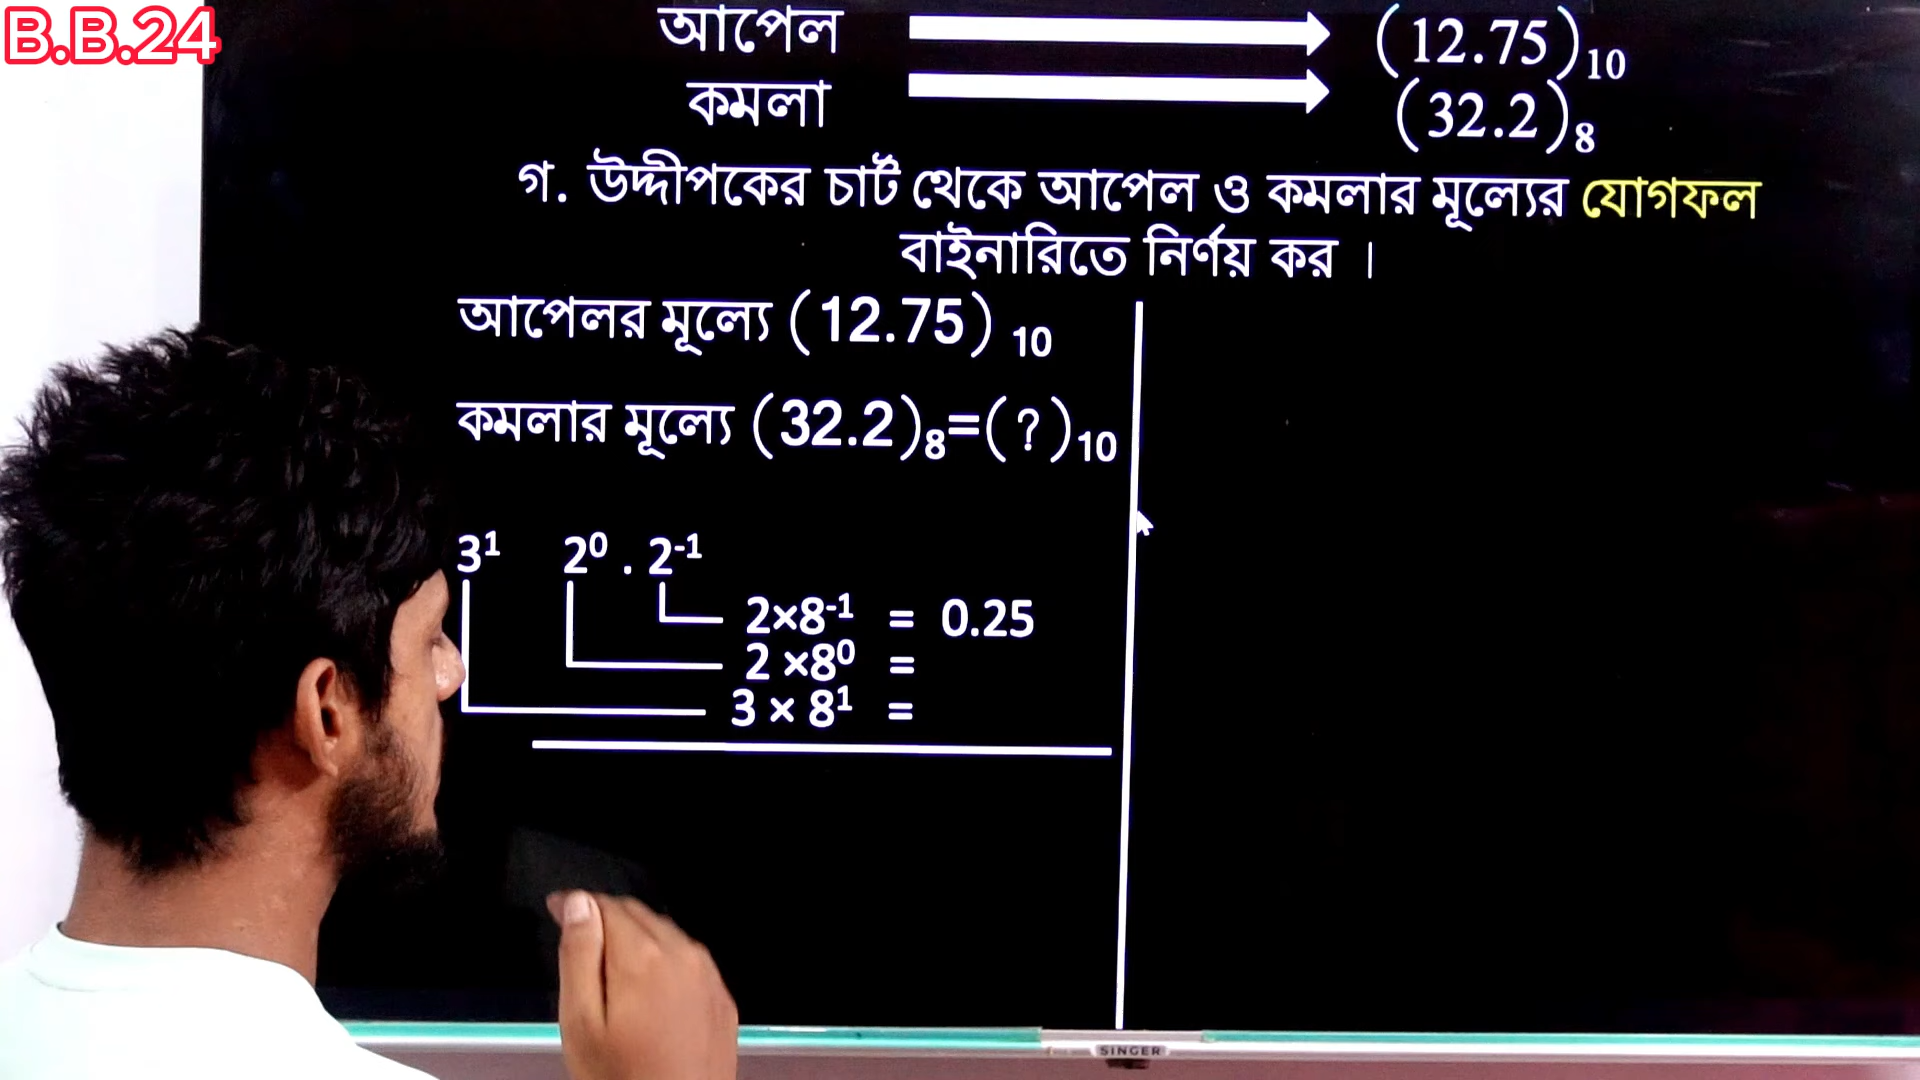 B.B.24
আপেল (12.75)₁₀
কমলা (32.2)₈
গ. উদ্দীপকের চার্ট থেকে আপেল ও কমলার মূল্যের যোগফল
বাইনারিতে নির্ণয় কর ।
আপেলর মূল্যে (12.75) ₁₀
কমলার মূল্যে (32.2)₈=(?)₁₀
3¹ 2⁰ . 2⁻¹
2×8⁻¹ = 0.25
2 ×8⁰ =
3 × 8¹ =
SINGER